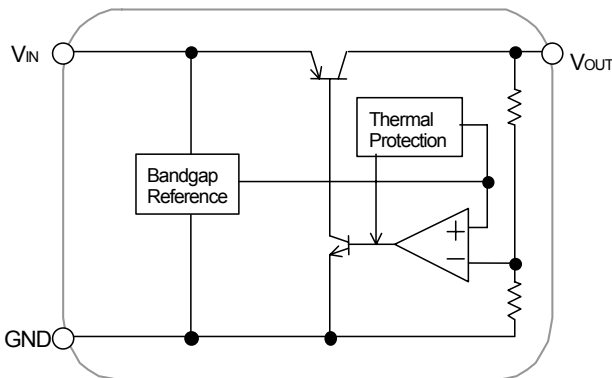 VIN
VOUT
Thermal
Protection
Bandgap
Reference
+
−
GND